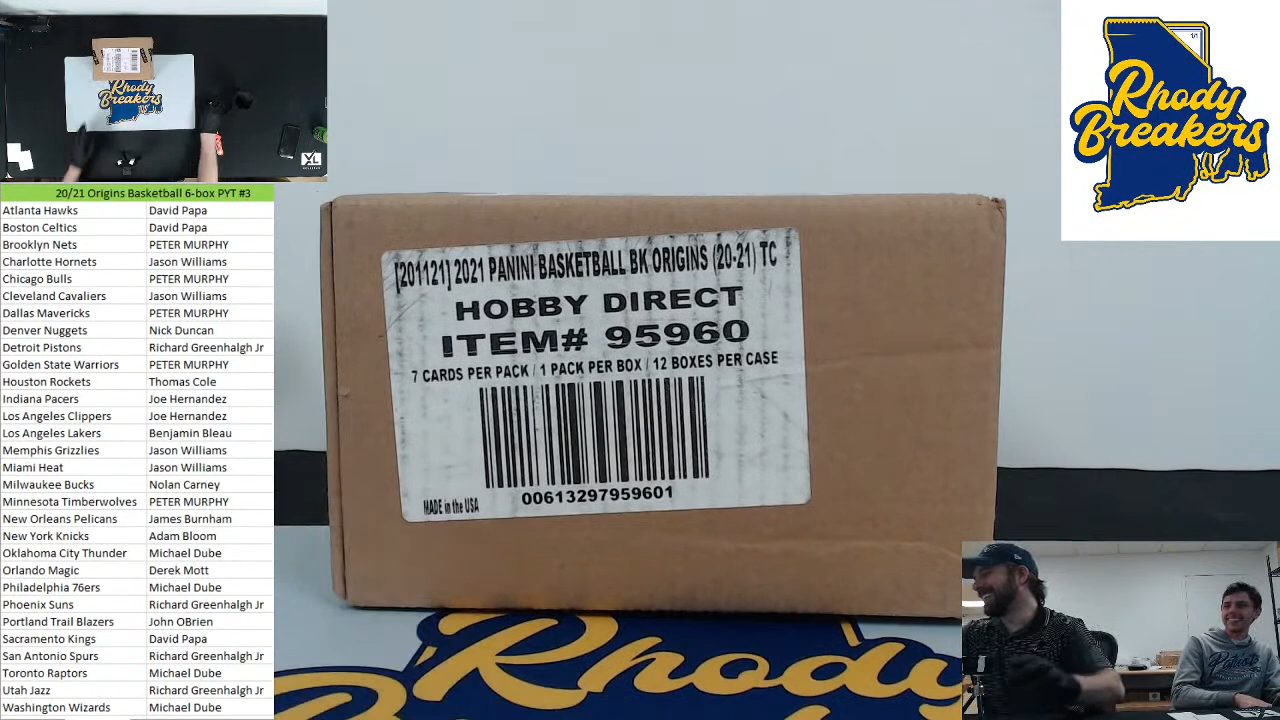 Rhody
Breakers
XL
20/21 Origins Basketball 6-box PYT #3
Atlanta Hawks David Papa
Boston Celtics David Papa
Brooklyn Nets PETER MURPHY
Charlotte Hornets Jason Williams
Chicago Bulls PETER MURPHY
Cleveland Cavaliers Jason Williams
Dallas Mavericks PETER MURPHY
Denver Nuggets Nick Duncan
Detroit Pistons Richard Greenhalgh Jr
Golden State Warriors PETER MURPHY
Houston Rockets Thomas Cole
Indiana Pacers Joe Hernandez
Los Angeles Clippers Joe Hernandez
Los Angeles Lakers Benjamin Bleau
Memphis Grizzlies Jason Williams
Miami Heat Jason Williams
Milwaukee Bucks Nolan Carney
Minnesota Timberwolves PETER MURPHY
New Orleans Pelicans James Burnham
New York Knicks Adam Bloom
Oklahoma City Thunder Michael Dube
Orlando Magic Derek Mott
Philadelphia 76ers Michael Dube
Phoenix Suns Richard Greenhalgh Jr
Portland Trail Blazers John OBrien
Sacramento Kings David Papa
San Antonio Spurs Richard Greenhalgh Jr
Toronto Raptors Michael Dube
Utah Jazz Richard Greenhalgh Jr
Washington Wizards Michael Dube
[201121] 2021 PANINI BASKETBALL BK ORIGINS (20-21) TC
HOBBY DIRECT
ITEM# 95960
7 CARDS PER PACK / 1 PACK PER BOX / 12 BOXES PER CASE
00613297959601
MADE in the USA
Rhody
1/1
Rhody
Breakers
Patriots